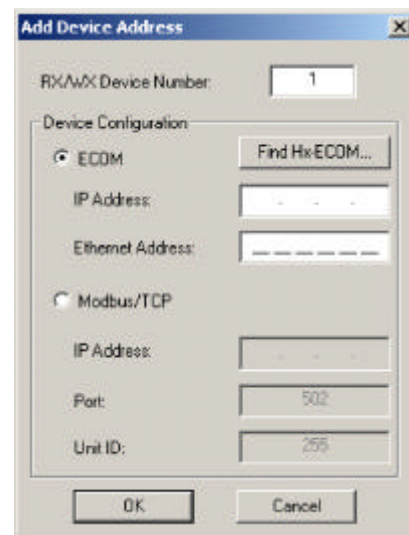 Add Device Address
RX/WX Device Number: 1
Device Configuration
ECOM
Find Hx-ECOM...
IP Address: . . .
Ethernet Address: _ _ _ _ _ _
Modbus/TCP
IP Address: . . .
Port: 502
Unit ID: 255
OK Cancel